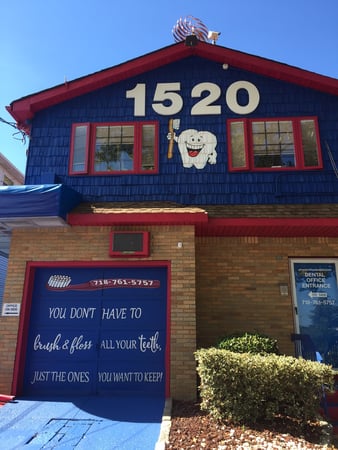 1520
718-761-5757
YOU DON'T HAVE TO
brush & floss ALL YOUR teeth,
JUST THE ONES YOU WANT TO KEEP!
DENTAL
OFFICE
ENTRANCE
718-761-5757